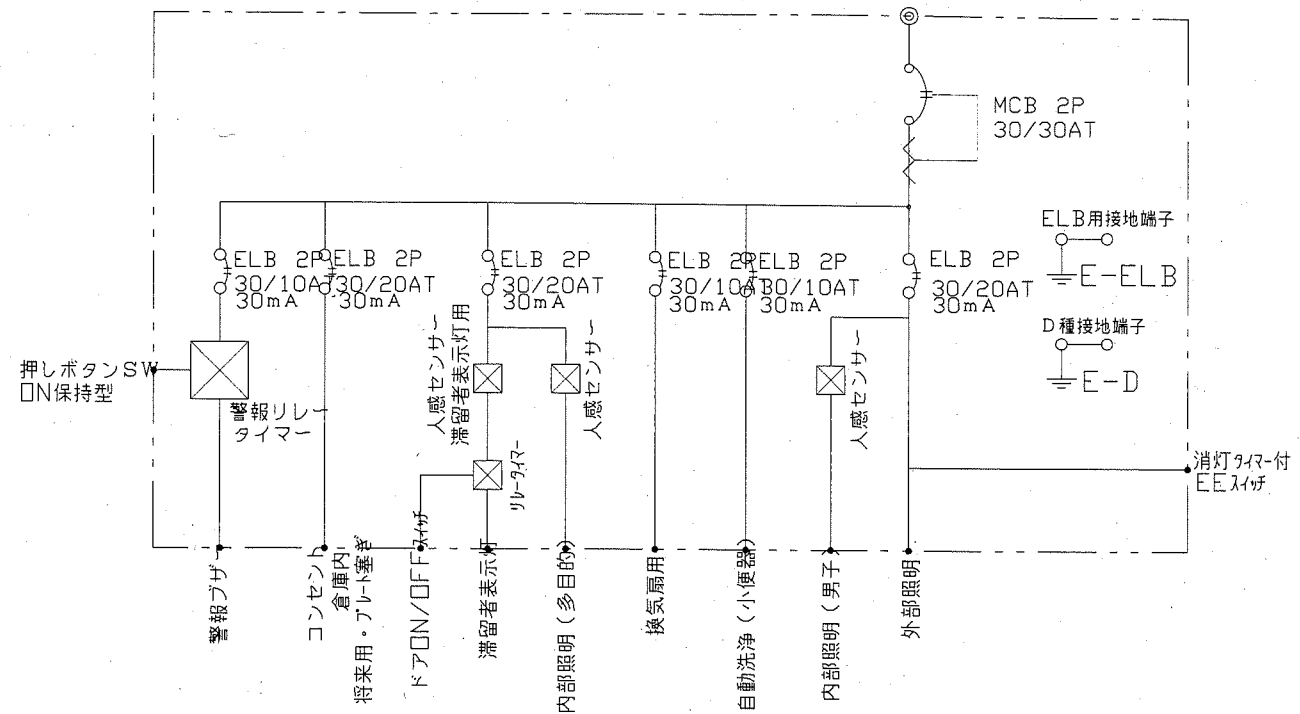 MCB 2P
30/30AT
ELB 2P
30/10AT
30mA
ELB 2P
30/20AT
30mA
ELB 2P
30/20AT
30mA
ELB 2P
30/10AT
30mA
ELB 2P
30/10AT
30mA
ELB 2P
30/20AT
30mA
ELB用接地端子
E-ELB
D種接地端子
E-D
押しボタンSW
ON保持型
警報リレー
タイマー
人感センサー
滞留者表示灯用
人感センサー
リレータイマー
人感センサー
消灯タイマー付
EEスイッチ
警報ブザー
コンセント
倉庫内
将来用・プレート塞ぎ
ドアON/OFFスイッチ
滞留者表示灯
内部照明(多目的)
換気扇用
自動洗浄(小便器)
内部照明(男子)
外部照明